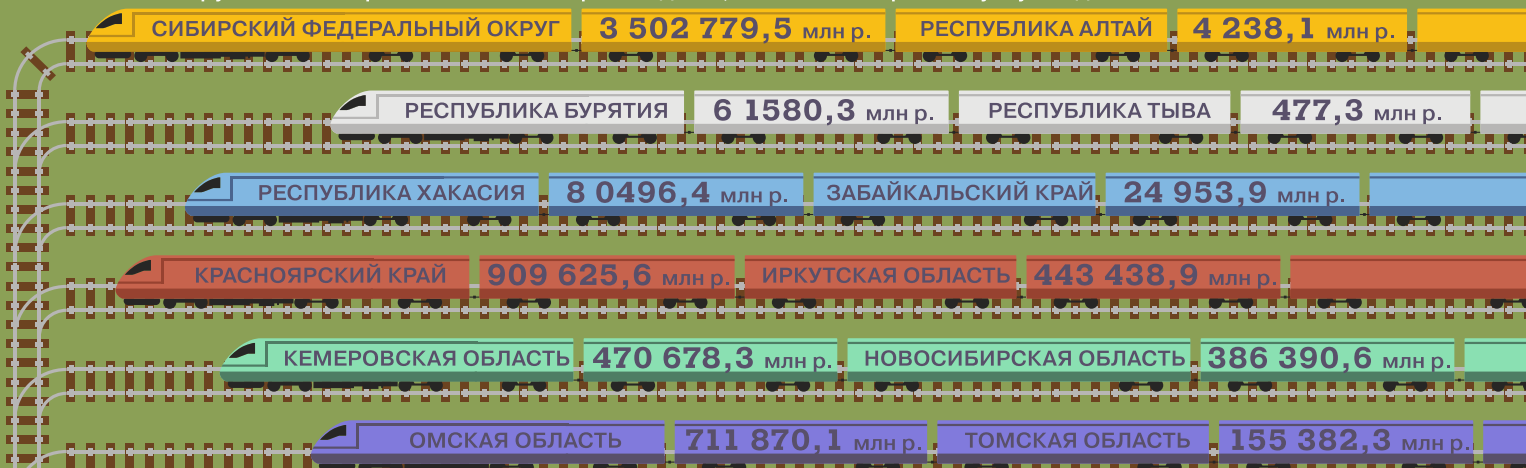 СИБИРСКИЙ ФЕДЕРАЛЬНЫЙ ОКРУГ 3 502 779,5 млн р. РЕСПУБЛИКА АЛТАЙ 4 238,1 млн р.
РЕСПУБЛИКА БУРЯТИЯ 6 1580,3 млн р. РЕСПУБЛИКА ТЫВА 477,3 млн р.
РЕСПУБЛИКА ХАКАСИЯ 8 0496,4 млн р. ЗАБАЙКАЛЬСКИЙ КРАЙ 24 953,9 млн р.
КРАСНОЯРСКИЙ КРАЙ 909 625,6 млн р. ИРКУТСКАЯ ОБЛАСТЬ 443 438,9 млн р.
КЕМЕРОВСКАЯ ОБЛАСТЬ 470 678,3 млн р. НОВОСИБИРСКАЯ ОБЛАСТЬ 386 390,6 млн р.
ОМСКАЯ ОБЛАСТЬ 711 870,1 млн р. ТОМСКАЯ ОБЛАСТЬ 155 382,3 млн р.